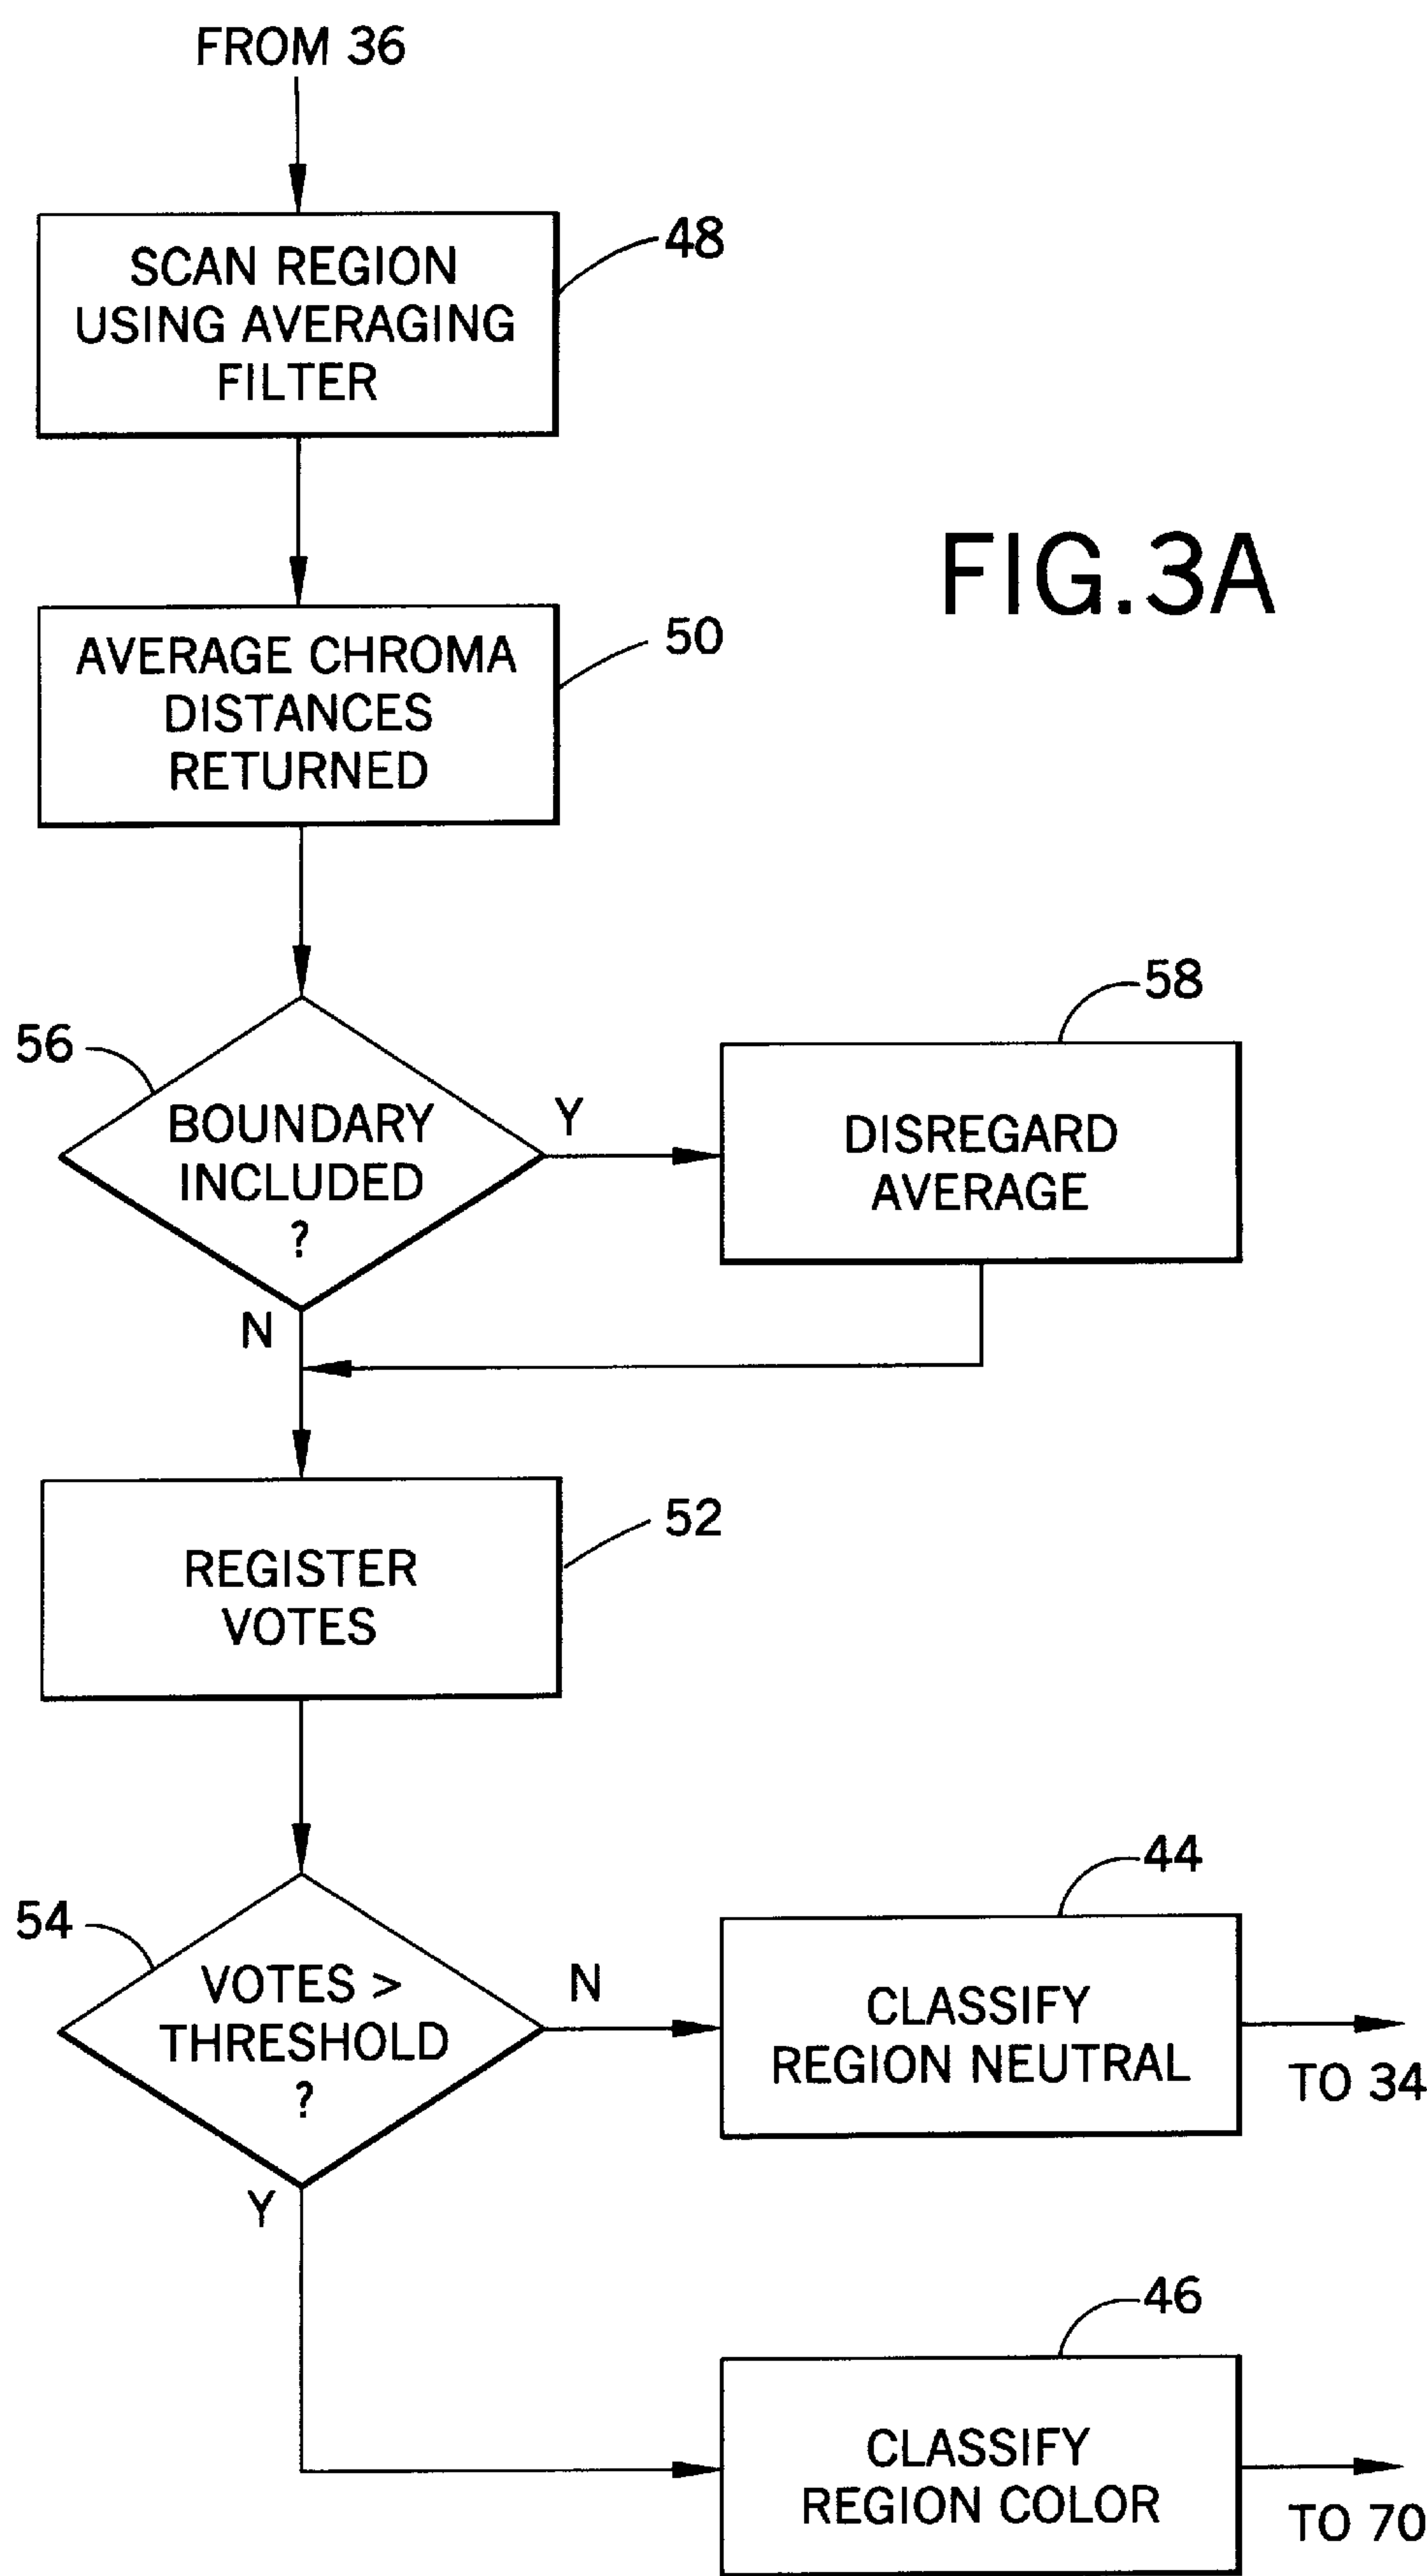 FROM 36
SCAN REGION
USING AVERAGING
FILTER
48
FIG.3A
AVERAGE CHROMA
DISTANCES
RETURNED
50
56
BOUNDARY
INCLUDED
?
Y
58
DISREGARD
AVERAGE
N
REGISTER
VOTES
52
54
VOTES >
THRESHOLD
?
N
44
CLASSIFY
REGION NEUTRAL
TO 34
Y
46
CLASSIFY
REGION COLOR
TO 70